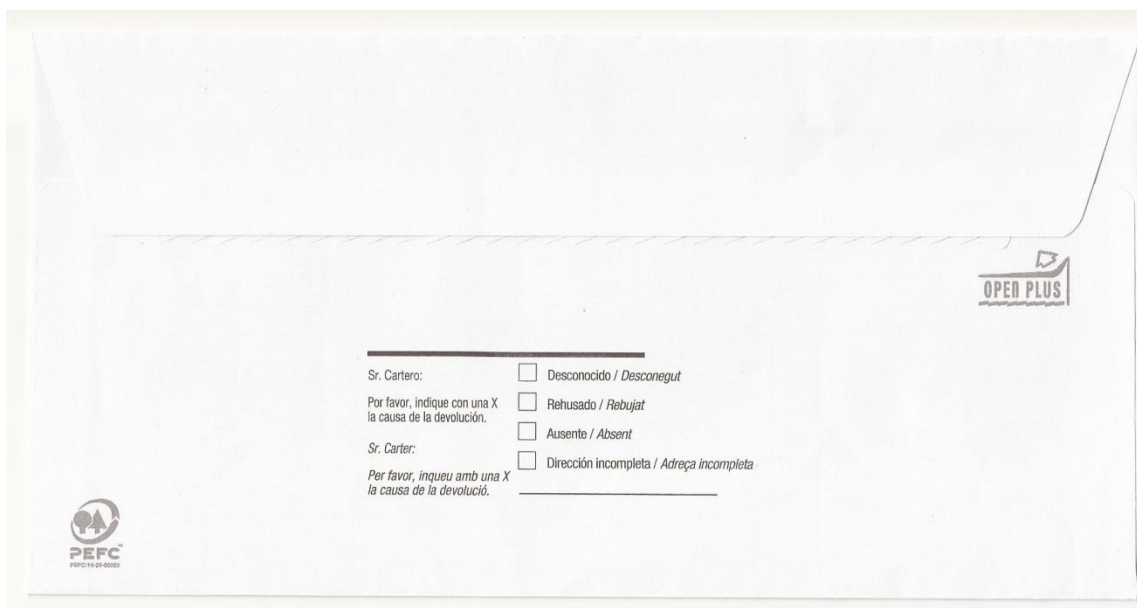 OPEN PLUS
Sr. Cartero:
Por favor, indique con una X
la causa de la devolución.
Sr. Carter:
Per favor, inqueu amb una X
la causa de la devolució.
Desconocido / Desconegut
Rehusado / Rebujat
Ausente / Absent
Dirección incompleta / Adreça incompleta
PEFC™